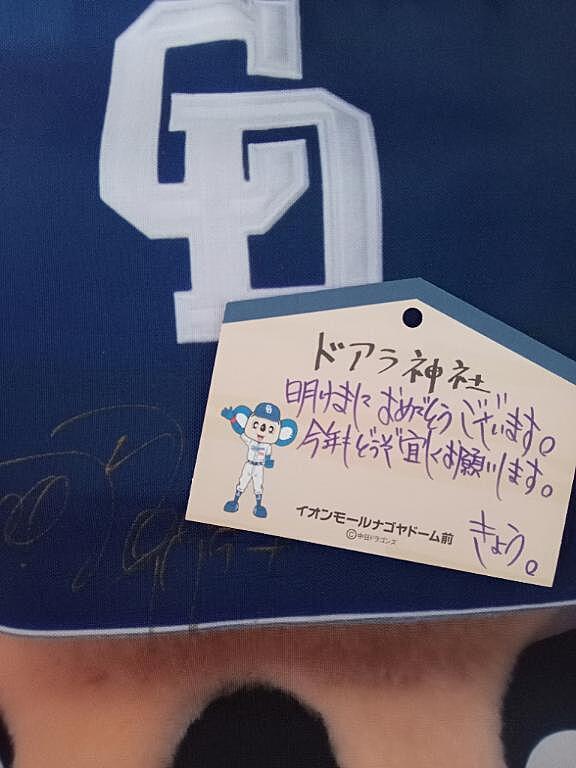 CD
ドアラ神社
明けまして おめでとうございます。
今年もどうぞ宜しくお願いします。
イオンモールナゴヤドーム前
©中日ドラゴンズ
きょう。